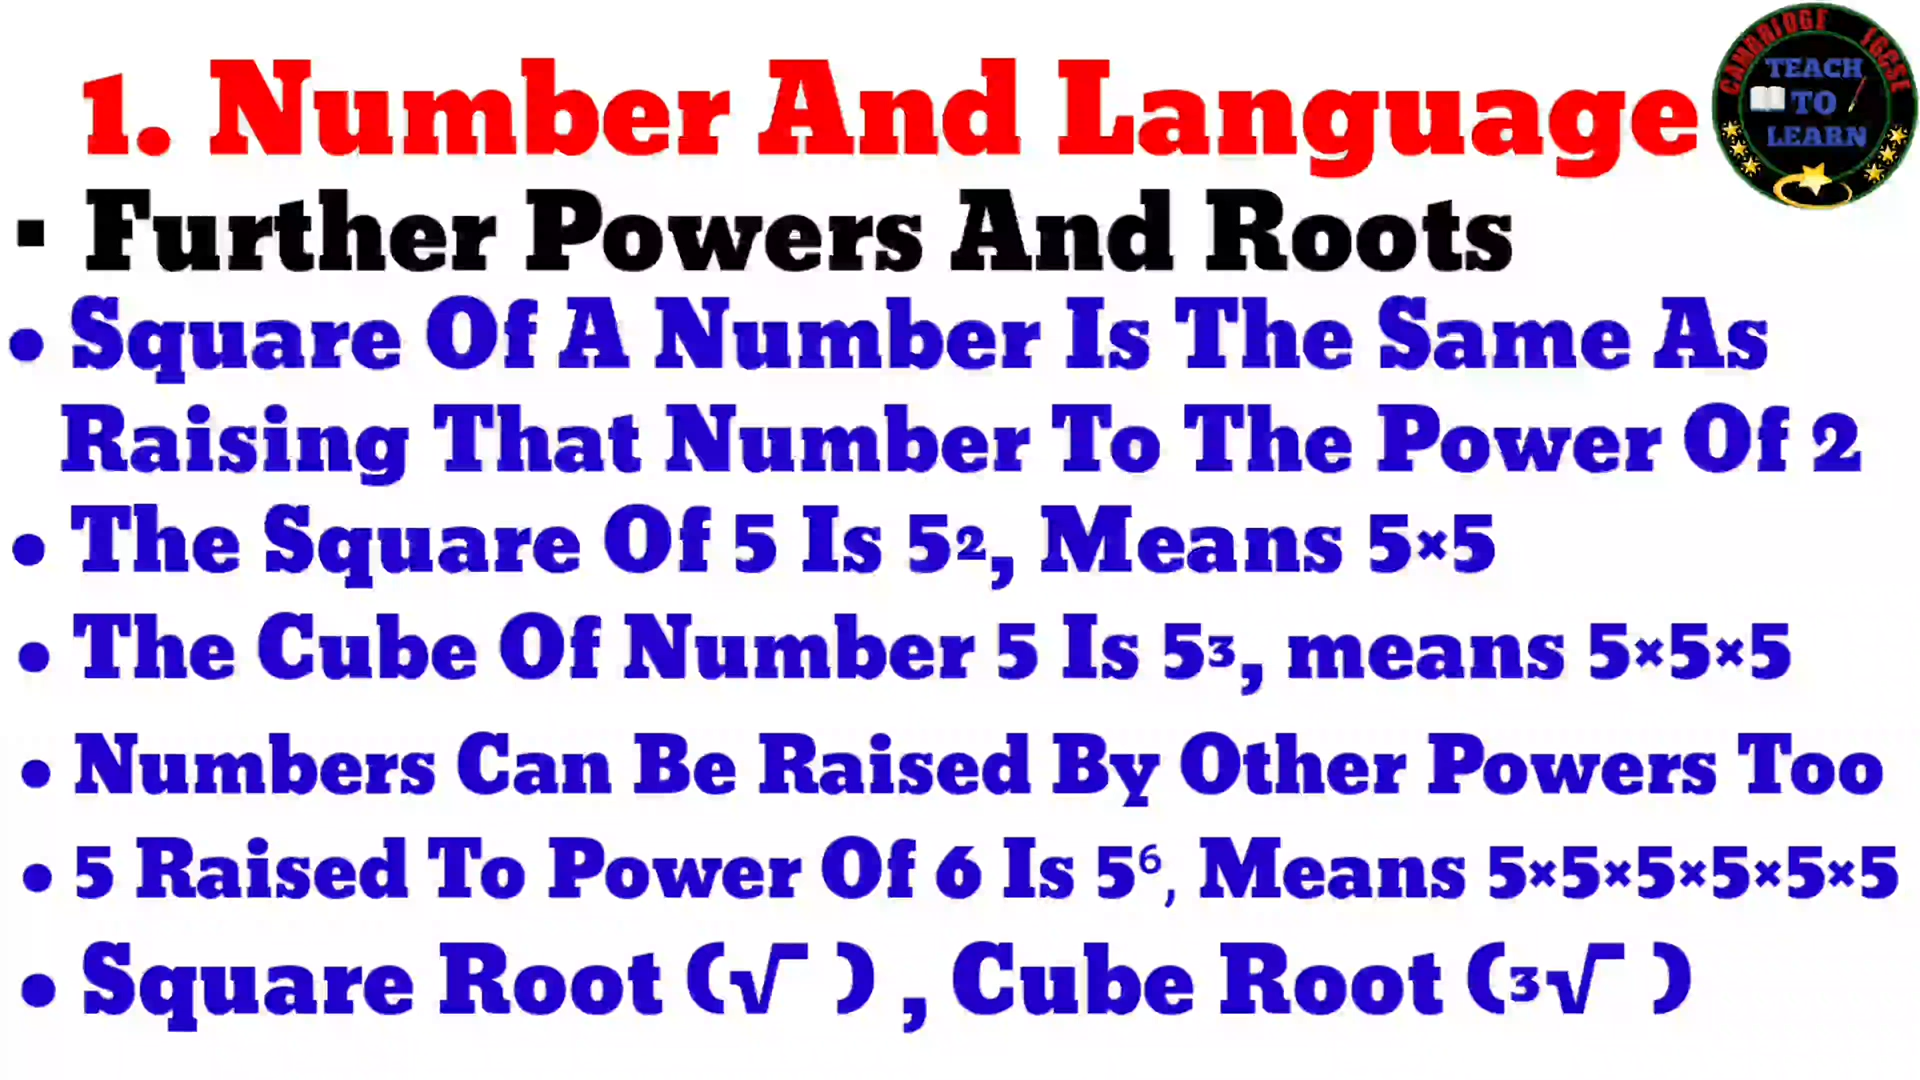 1. Number And Language
CAMBRIDGE IGCSE
TEACH
TO
LEARN
▪ Further Powers And Roots
• Square Of A Number Is The Same As
Raising That Number To The Power Of 2
• The Square Of 5 Is 5², Means 5×5
• The Cube Of Number 5 Is 5³, means 5×5×5
• Numbers Can Be Raised By Other Powers Too
• 5 Raised To Power Of 6 Is 5⁶, Means 5×5×5×5×5×5
• Square Root (√ ) , Cube Root (³√ )